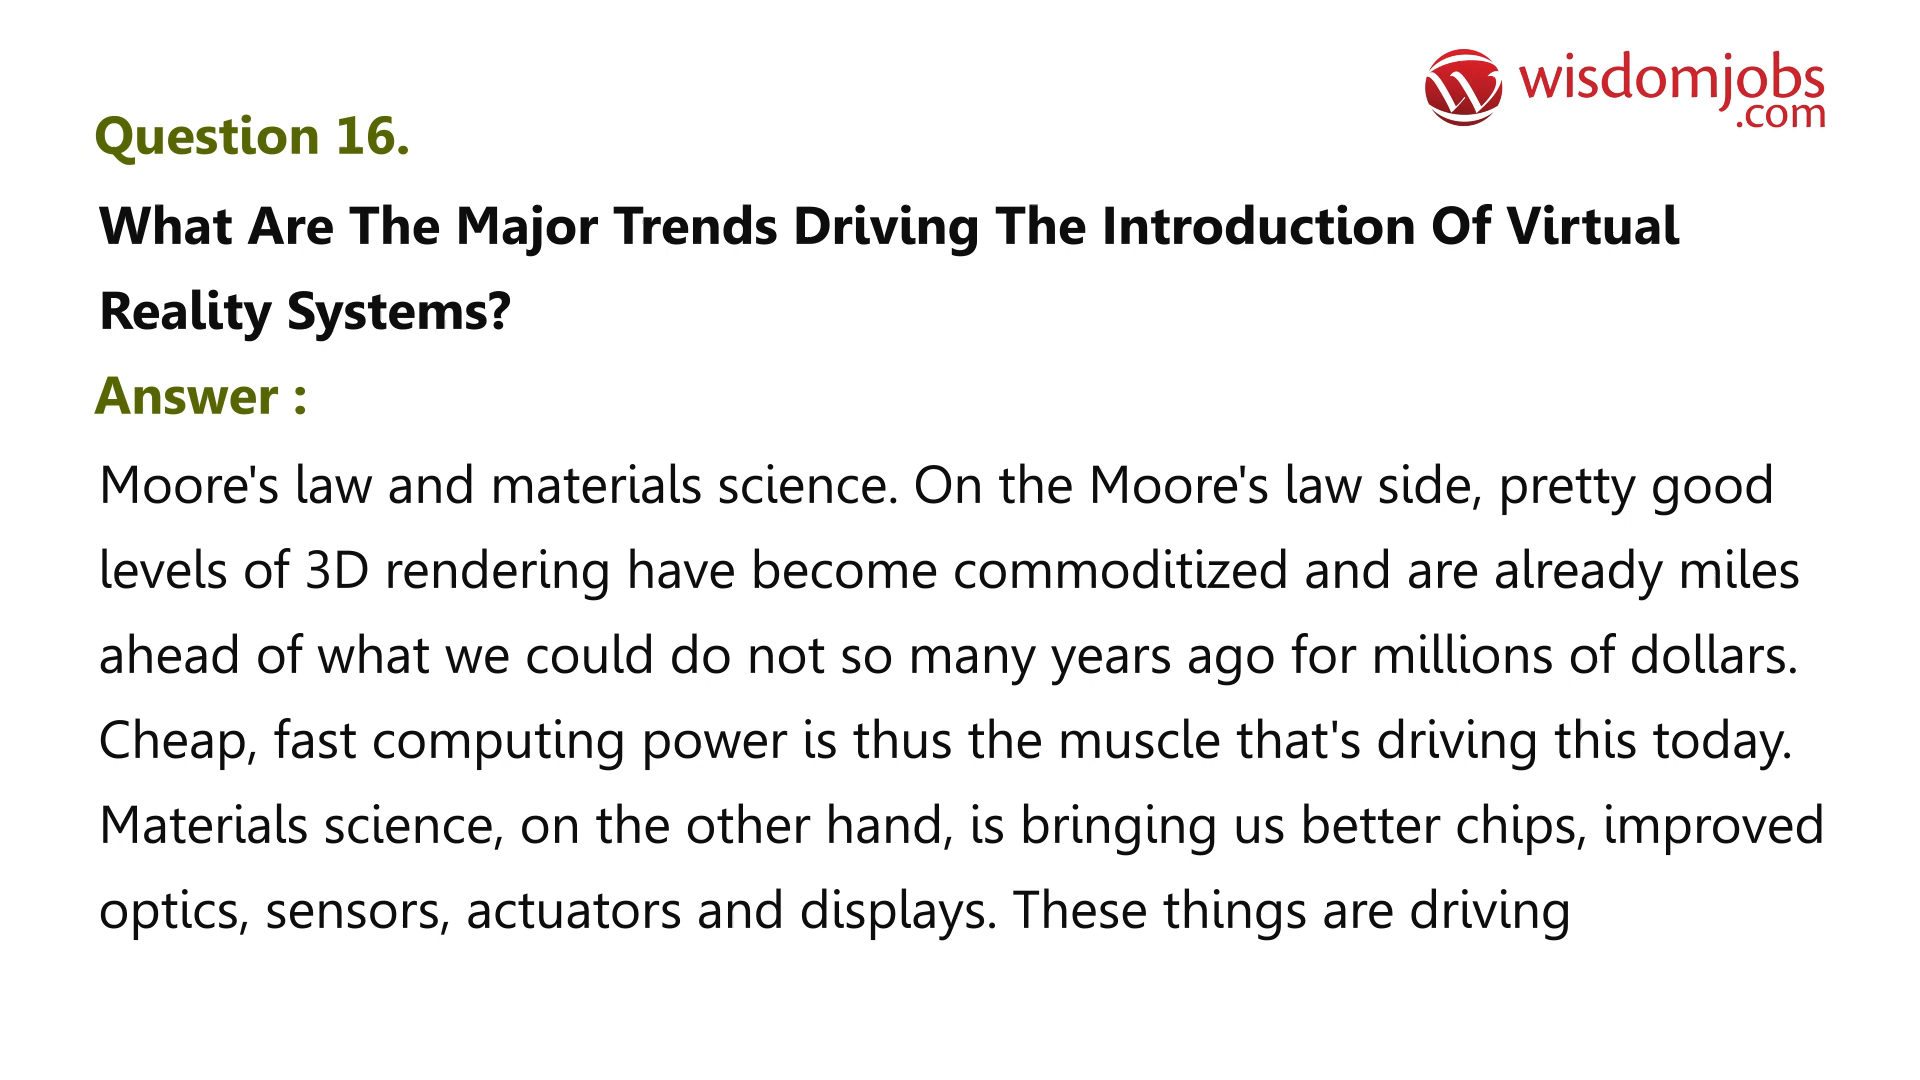 wisdomjobs
.com
Question 16.
What Are The Major Trends Driving The Introduction Of Virtual
Reality Systems?
Answer :
Moore's law and materials science. On the Moore's law side, pretty good
levels of 3D rendering have become commoditized and are already miles
ahead of what we could do not so many years ago for millions of dollars.
Cheap, fast computing power is thus the muscle that's driving this today.
Materials science, on the other hand, is bringing us better chips, improved
optics, sensors, actuators and displays. These things are driving